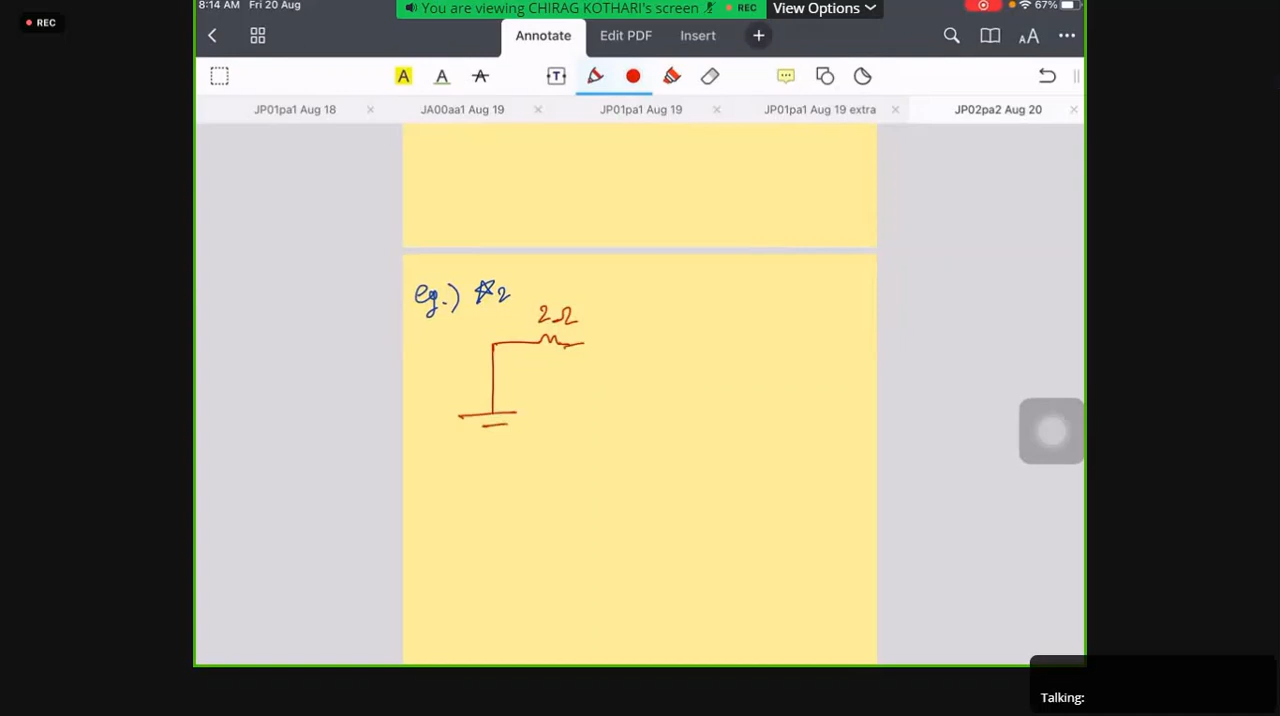 8:14 AM Fri 20 Aug
You are viewing CHIRAG KOTHARI's screen REC View Options
67%
REC
Annotate Edit PDF Insert +
AA
A A A T
JP01pa1 Aug 18 JA00aa1 Aug 19 JP01pa1 Aug 19 JP01pa1 Aug 19 extra JP02pa2 Aug 20
eg.) ☆2
2Ω
Talking: